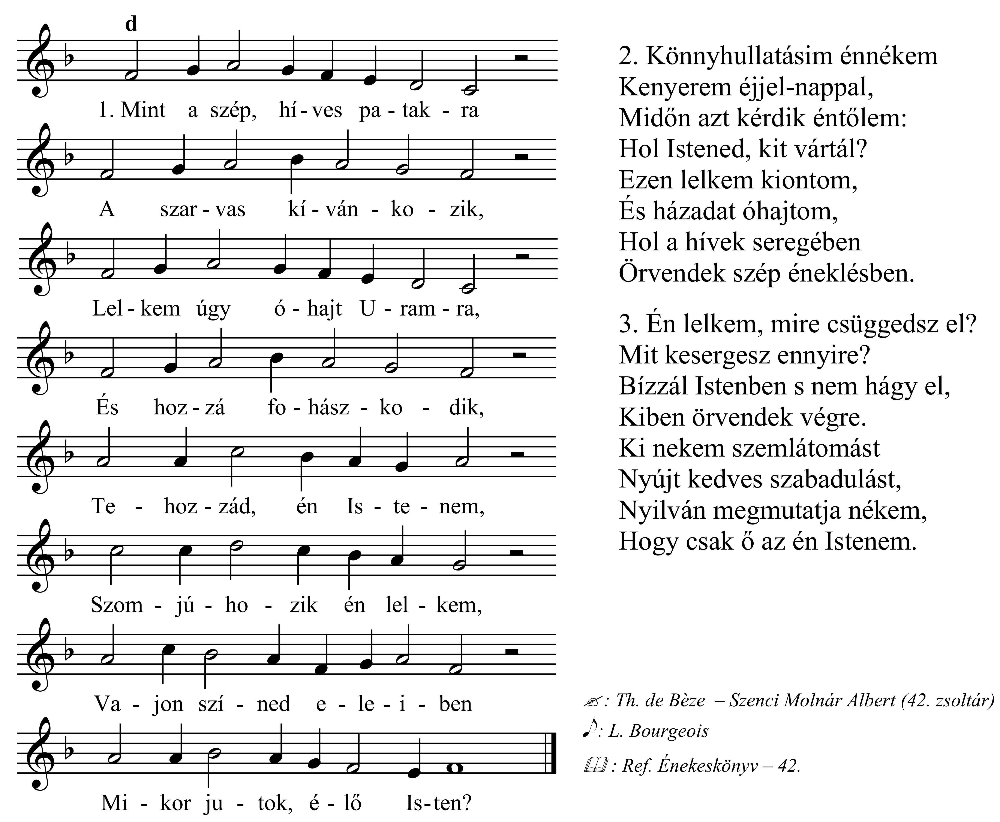 d
1. Mint a szép, hí - ves pa - tak - ra
A szar - vas kí - ván - ko - zik,
Lel - kem úgy ó - hajt U - ram - ra,
És hoz - zá fo - hász - ko - dik,
Te - hoz - zád, én Is - te - nem,
Szom - jú - ho - zik én lel - kem,
Va - jon szí - ned e - le - i - ben
Mi - kor ju - tok, é - lő Is - ten?
2. Könnyhullatásim énnékem
Kenyerem éjjel-nappal,
Midőn azt kérdik éntőlem:
Hol Istened, kit vártál?
Ezen lelkem kiontom,
És házadat óhajtom,
Hol a hívek seregében
Örvendek szép éneklésben.
3. Én lelkem, mire csüggedsz el?
Mit kesergesz ennyire?
Bízzál Istenben s nem hágy el,
Kiben örvendek végre.
Ki nekem szemlátomást
Nyújt kedves szabadulást,
Nyilván megmutatja nékem,
Hogy csak ő az én Istenem.
: Th. de Bèze – Szenci Molnár Albert (42. zsoltár)
: L. Bourgeois
: Ref. Énekeskönyv – 42.